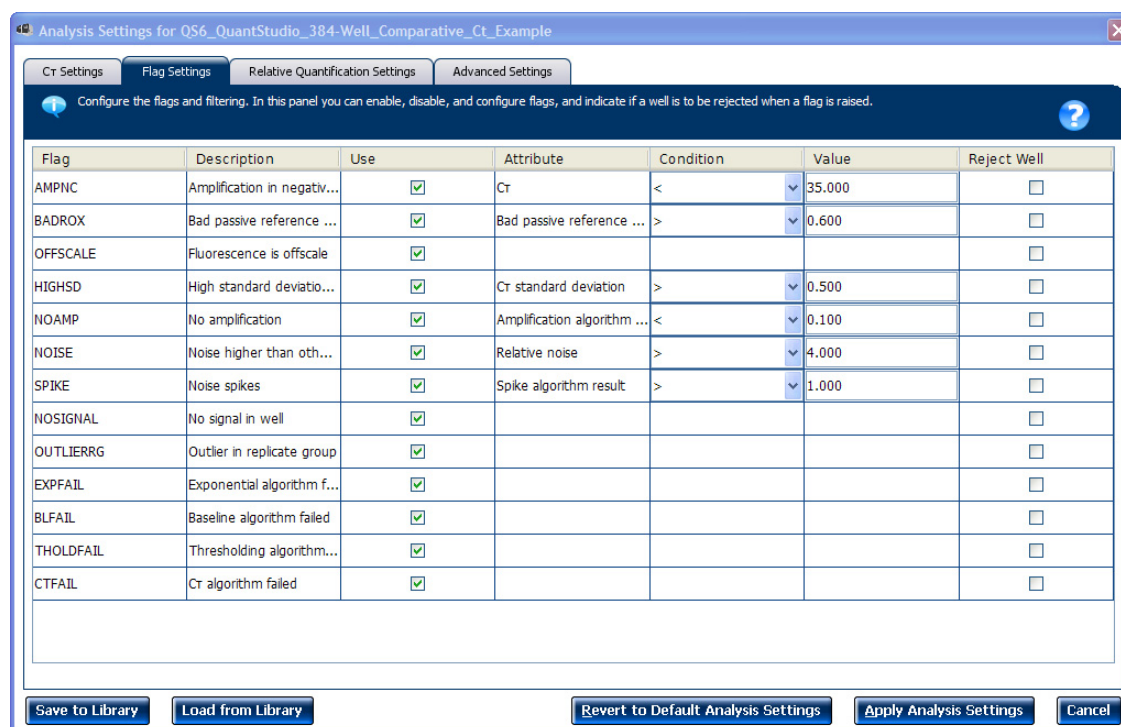 Analysis Settings for QS6_QuantStudio_384-Well_Comparative_Ct_Example
Cт Settings Flag Settings Relative Quantification Settings Advanced Settings
Configure the flags and filtering. In this panel you can enable, disable, and configure flags, and indicate if a well is to be rejected when a flag is raised.
Flag Description Use Attribute Condition Value Reject Well
AMPNC Amplification in negativ... Cт < 35.000
BADROX Bad passive reference ... Bad passive reference ... > 0.600
OFFSCALE Fluorescence is offscale
HIGHSD High standard deviatio... Cт standard deviation > 0.500
NOAMP No amplification Amplification algorithm ... < 0.100
NOISE Noise higher than oth... Relative noise > 4.000
SPIKE Noise spikes Spike algorithm result > 1.000
NOSIGNAL No signal in well
OUTLIERRG Outlier in replicate group
EXPFAIL Exponential algorithm f...
BLFAIL Baseline algorithm failed
THOLDFAIL Thresholding algorithm...
CTFAIL Cт algorithm failed
Save to Library Load from Library Revert to Default Analysis Settings Apply Analysis Settings Cancel